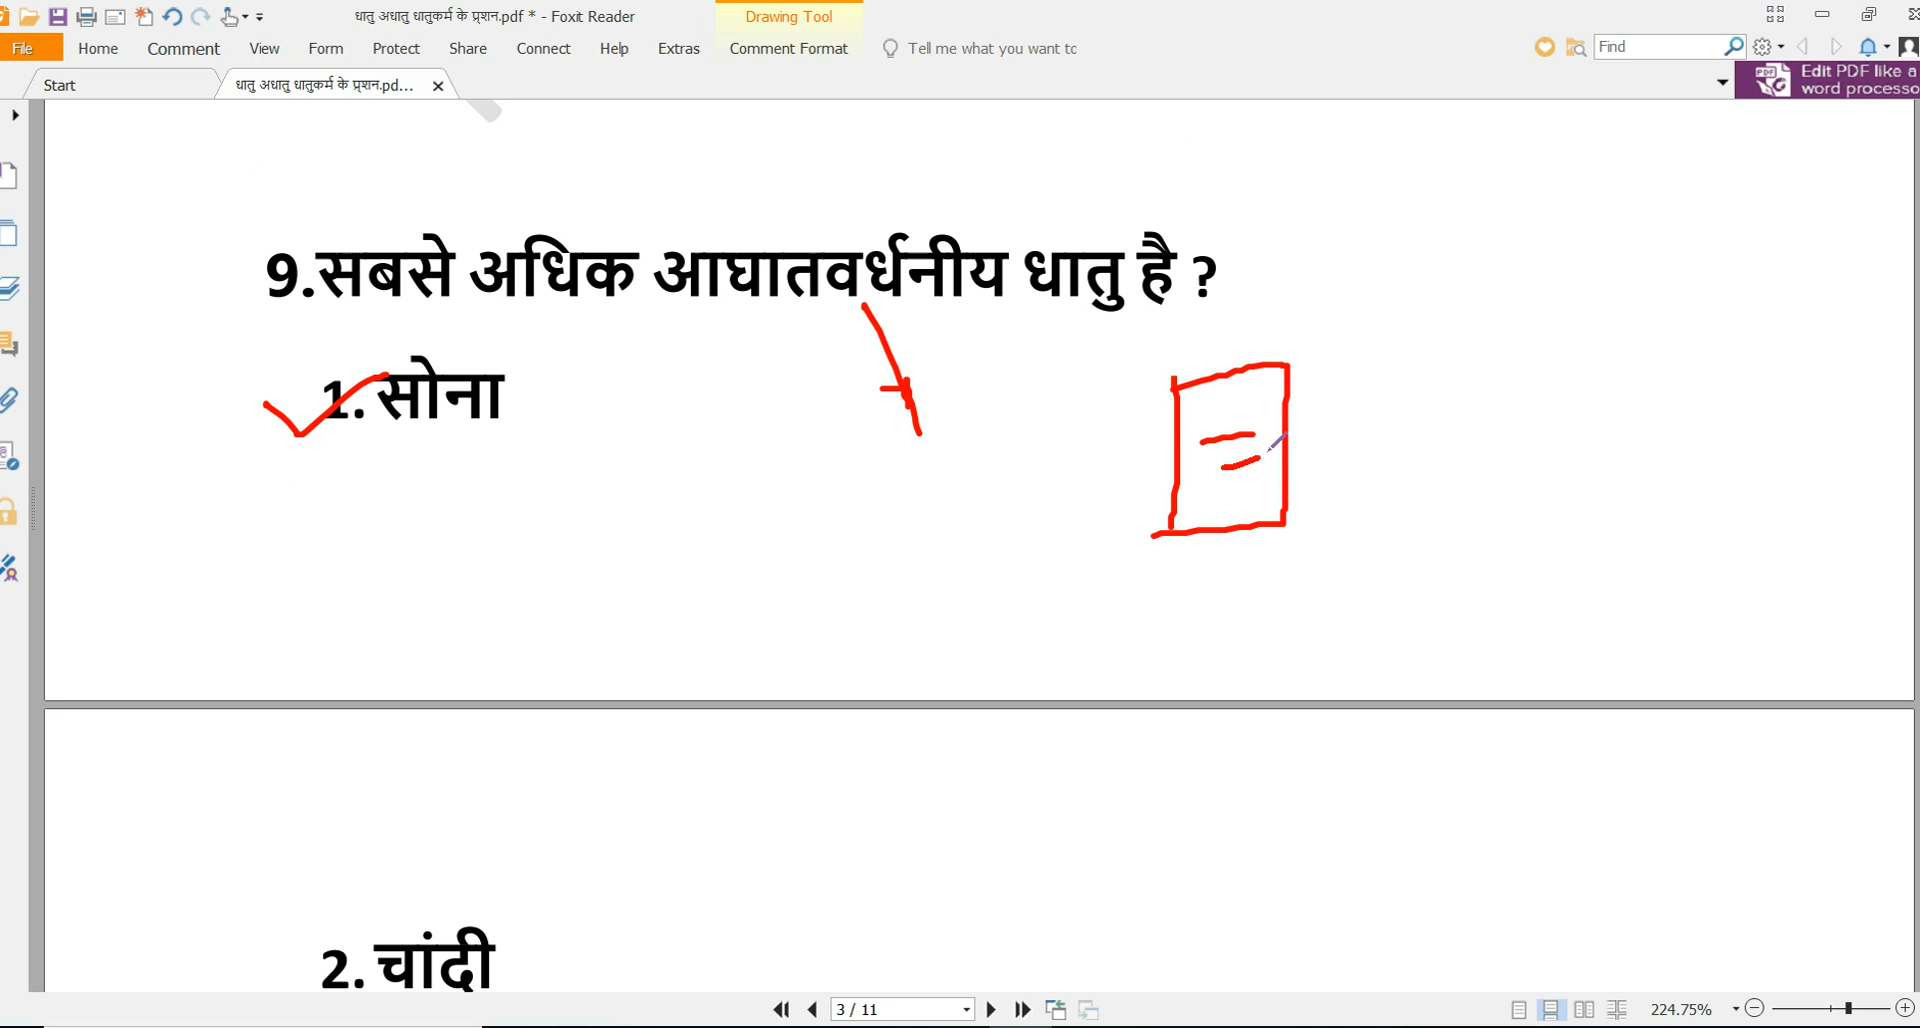 धातु अधातु धातुकर्म के प्रशन.pdf * - Foxit Reader
Drawing Tool
File
Home
Comment
View
Form
Protect
Share
Connect
Help
Extras
Comment Format
Tell me what you want to
Find
Start
धातु अधातु धातुकर्म के प्रशन.pd...
Edit PDF like a
word processo
9.सबसे अधिक आघातवर्धनीय धातु है ?
1. सोना
2. चांदी
3 / 11
224.75%